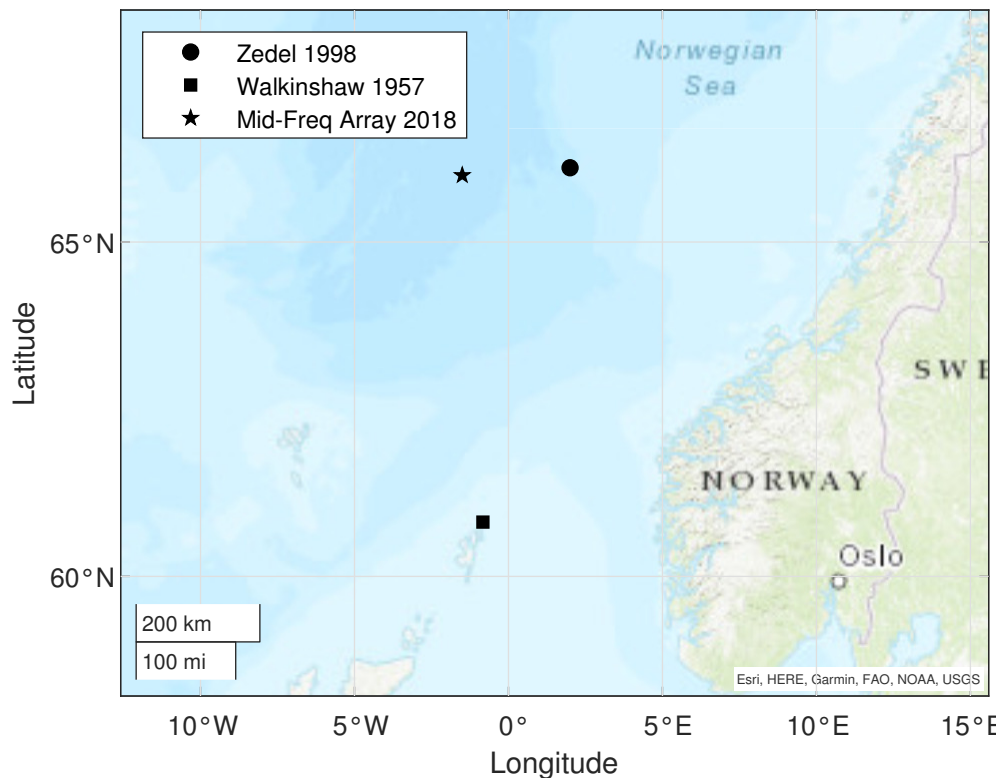 Zedel 1998
Walkinshaw 1957
Mid-Freq Array 2018
Norwegian
Sea
65°N
Latitude
SWE
NORWAY
Oslo
60°N
200 km
100 mi
Esri, HERE, Garmin, FAO, NOAA, USGS
10°W
5°W
0°
5°E
10°E
15°E
Longitude